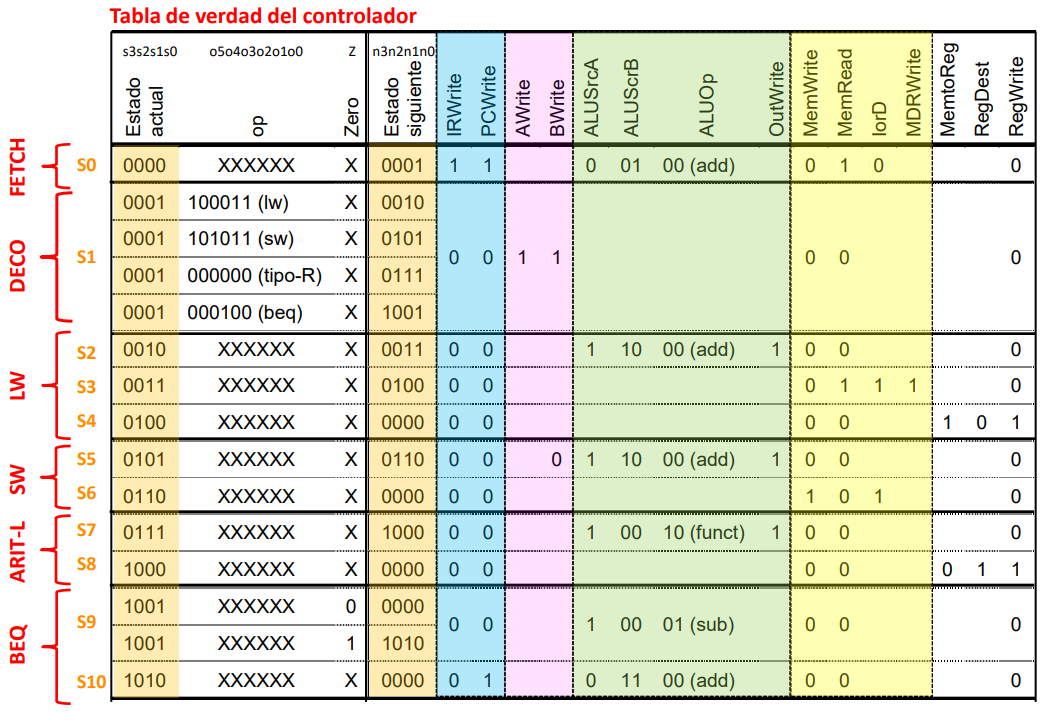 Tabla de verdad del controlador
s3s2s1s0 o5o4o3o2o1o0 Z n3n2n1n0
Estado actual op Zero Estado siguiente IRWrite PCWrite AWrite BWrite ALUSrcA ALUScrB ALUOp OutWrite MemWrite MemRead IorD MDRWrite MemtoReg RegDest RegWrite
FETCH S0 0000 XXXXXX X 0001 1 1 0 01 00 (add) 0 1 0 0
DECO S1
0001 100011 (lw) X 0010
0001 101011 (sw) X 0101
0 0 1 1 0 0 0
0001 000000 (tipo-R) X 0111
0001 000100 (beq) X 1001
LW
S2 0010 XXXXXX X 0011 0 0 1 10 00 (add) 1 0 0 0
S3 0011 XXXXXX X 0100 0 0 0 1 1 1 0
S4 0100 XXXXXX X 0000 0 0 0 0 1 0 1
SW
S5 0101 XXXXXX X 0110 0 0 0 1 10 00 (add) 1 0 0 0
S6 0110 XXXXXX X 0000 0 0 1 0 1 0
ARIT-L
S7 0111 XXXXXX X 1000 0 0 1 00 10 (funct) 1 0 0 0
S8 1000 XXXXXX X 0000 0 0 0 0 0 1 1
BEQ
1001 XXXXXX 0 0000
S9 0 0 1 00 01 (sub) 0 0 0
1001 XXXXXX 1 1010
S10 1010 XXXXXX X 0000 0 1 0 11 00 (add) 0 0 0